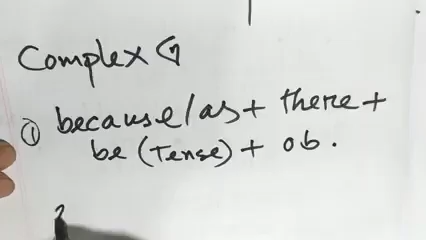 Complex G
① because/as + there +
be (Tense) + ob.